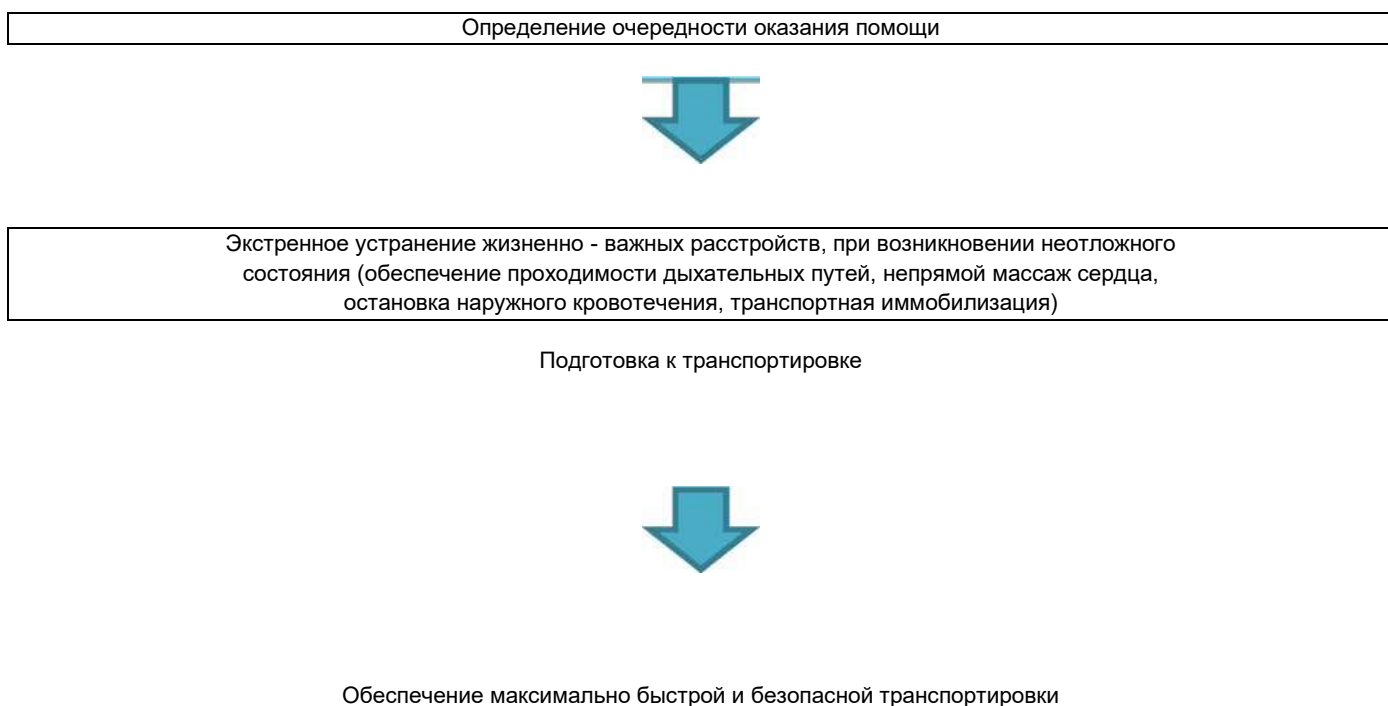 Определение очередности оказания помощи
Экстренное устранение жизненно - важных расстройств, при возникновении неотложного
состояния (обеспечение проходимости дыхательных путей, непрямой массаж сердца,
остановка наружного кровотечения, транспортная иммобилизация)
Подготовка к транспортировке
Обеспечение максимально быстрой и безопасной транспортировки